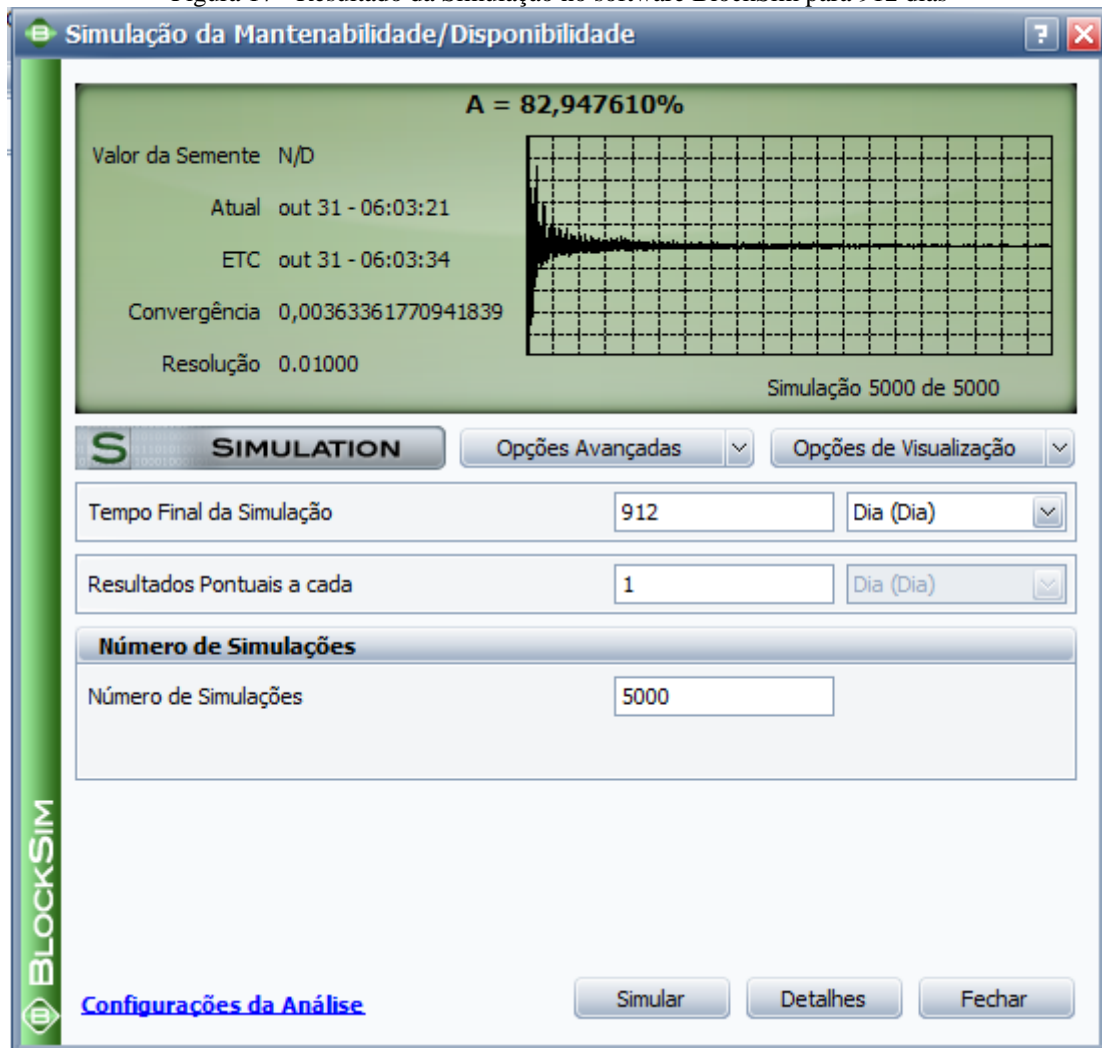 Simulação da Mantenabilidade/Disponibilidade
A = 82,947610%
Valor da Semente N/D
Atual out 31 - 06:03:21
ETC out 31 - 06:03:34
Convergência 0,00363361770941839
Resolução 0.01000
Simulação 5000 de 5000
S SIMULATION Opções Avançadas Opções de Visualização
Tempo Final da Simulação 912 Dia (Dia)
Resultados Pontuais a cada 1 Dia (Dia)
Número de Simulações
Número de Simulações 5000
BLOCKSIM
Configurações da Análise Simular Detalhes Fechar